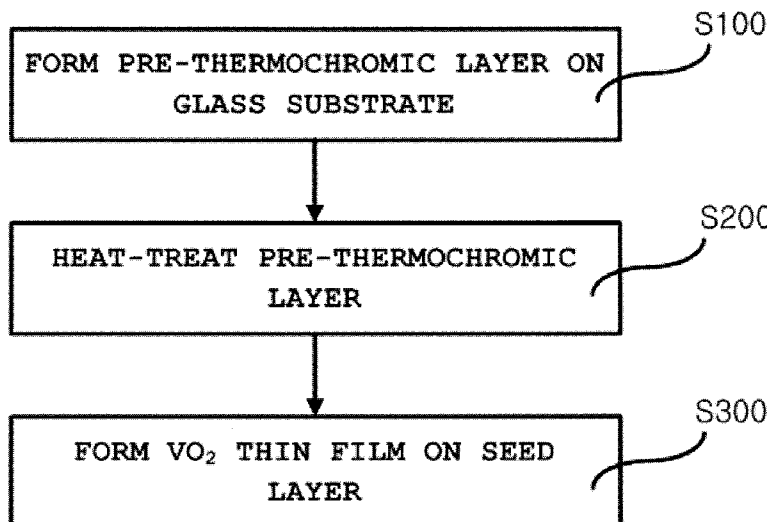 S100
FORM PRE-THERMOCHROMIC LAYER ON
GLASS SUBSTRATE
S200
HEAT-TREAT PRE-THERMOCHROMIC
LAYER
S300
FORM VO₂ THIN FILM ON SEED
LAYER